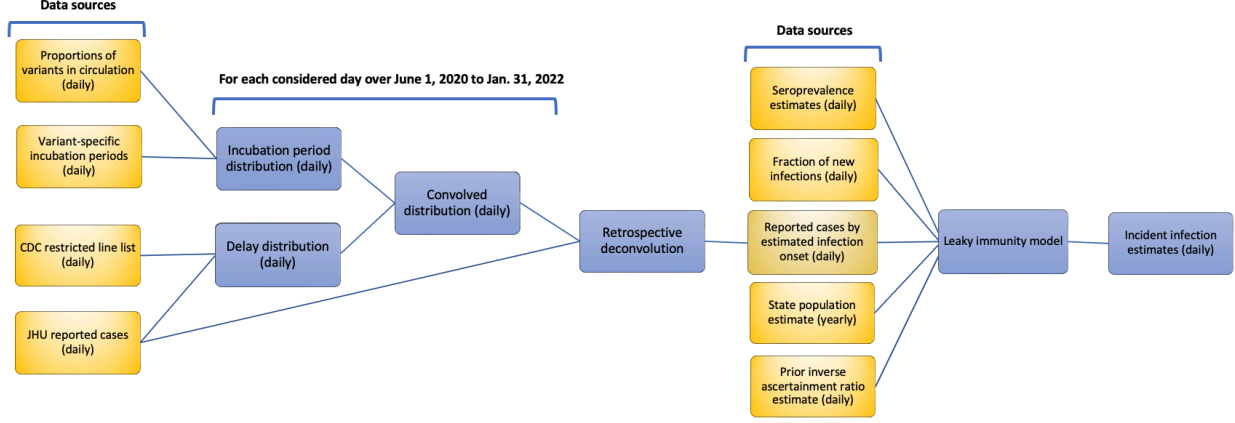 Data sources
Proportions of
variants in circulation
(daily)
Variant-specific
incubation periods
(daily)
CDC restricted line list
(daily)
JHU reported cases
(daily)
For each considered day over June 1, 2020 to Jan. 31, 2022
Incubation period
distribution (daily)
Delay distribution
(daily)
Convolved
distribution (daily)
Retrospective
deconvolution
Data sources
Seroprevalence
estimates (daily)
Fraction of new
infections (daily)
Reported cases by
estimated infection
onset (daily)
State population
estimate (yearly)
Prior inverse
ascertainment ratio
estimate (daily)
Leaky immunity model
Incident infection
estimates (daily)